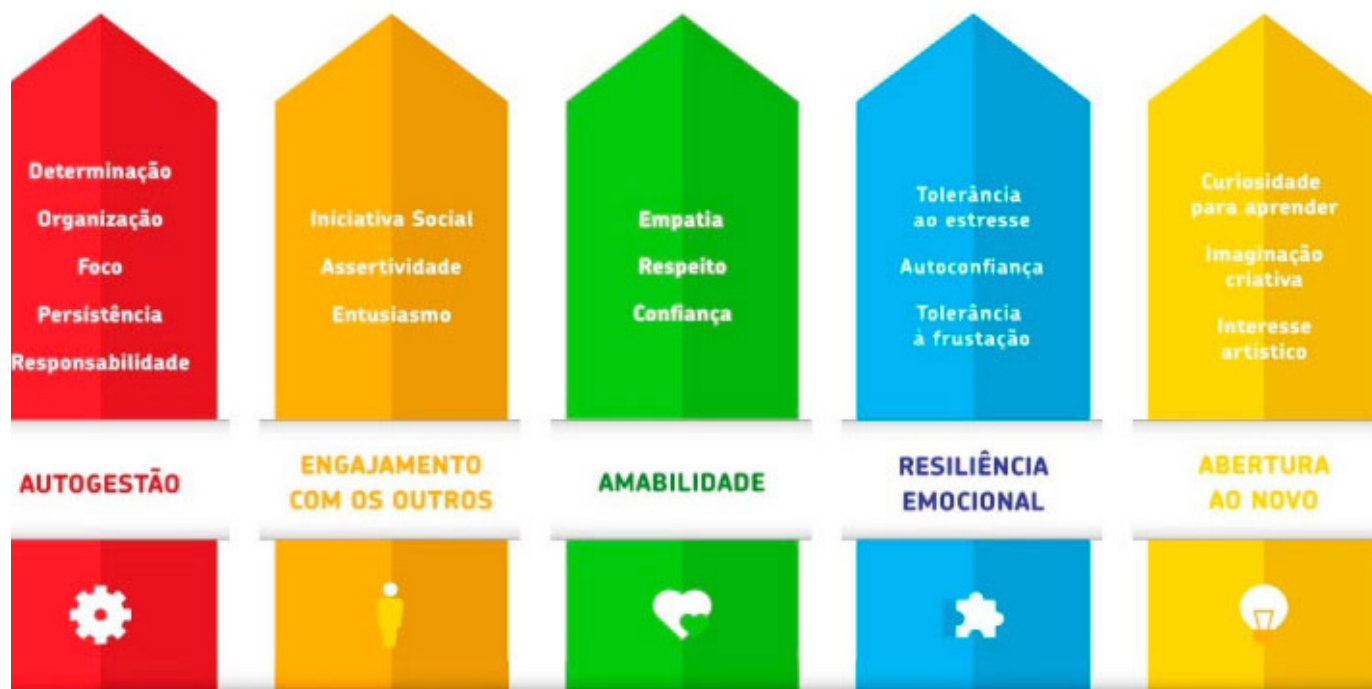 Determinação
Organização
Foco
Persistência
Responsabilidade
AUTOGESTÃO
Iniciativa Social
Assertividade
Entusiasmo
ENGAJAMENTO
COM OS OUTROS
Empatia
Respeito
Confiança
AMABILIDADE
Tolerância
ao estresse
Autoconfiança
Tolerância
à frustação
RESILIÊNCIA
EMOCIONAL
Curiosidade
para aprender
Imaginação
criativa
Interesse
artístico
ABERTURA
AO NOVO